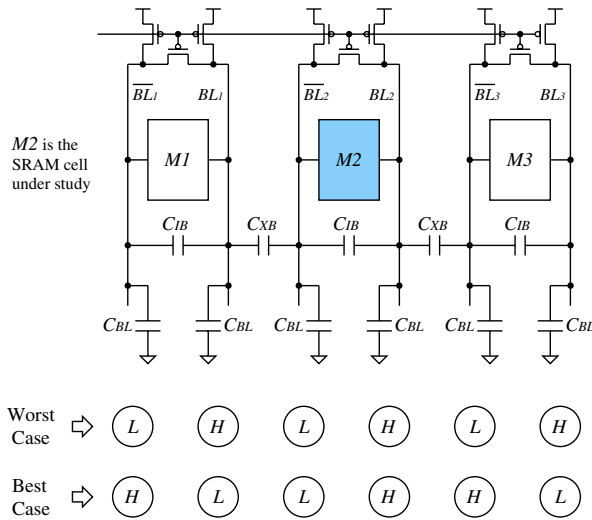 BL1 BL1 BL2 BL2 BL3 BL3
M2 is the
SRAM cell
under study
M1 M2 M3
CIB CXB CIB CXB CIB
CBL CBL CBL CBL CBL CBL
Worst
Case
L H L H L H
Best
Case
H L L H H L